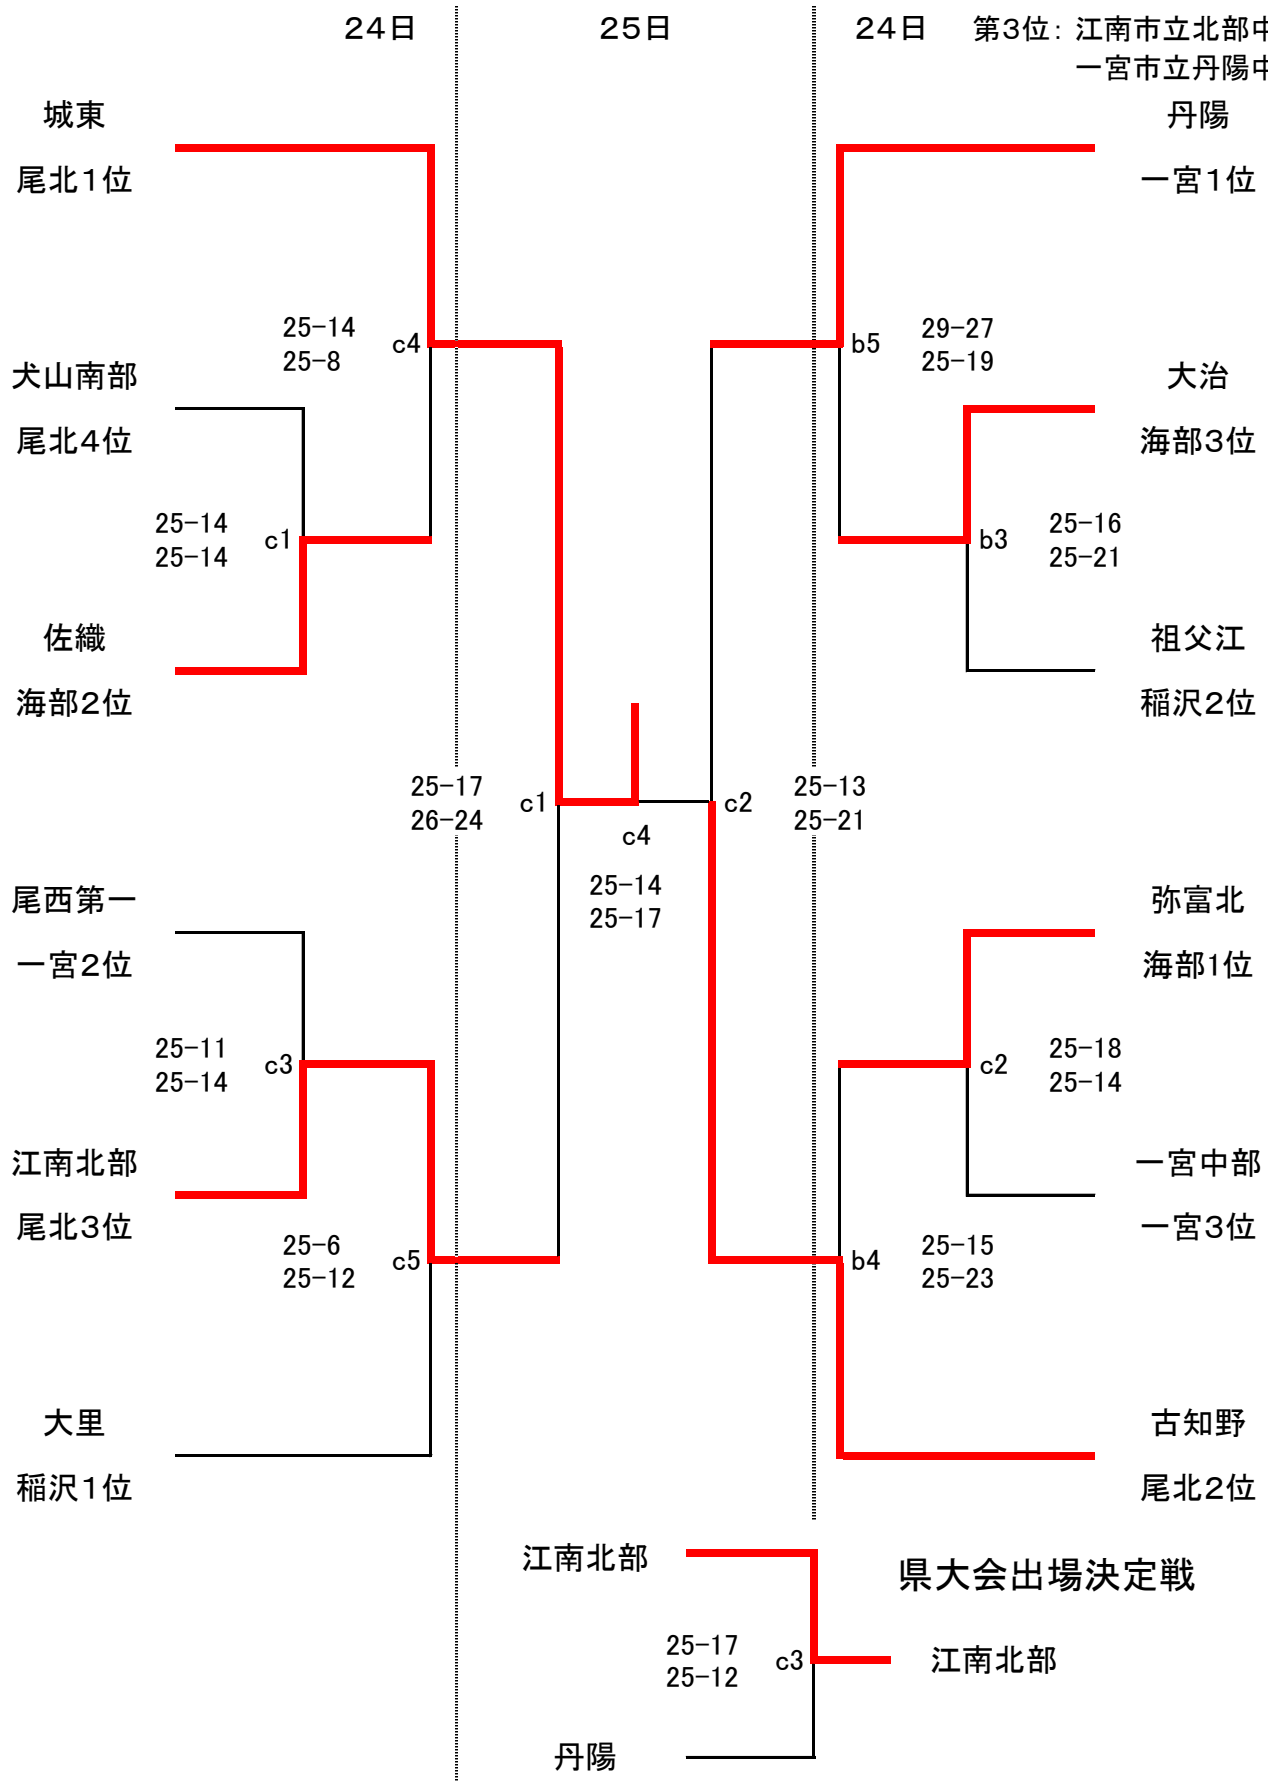 24日
25日
24日
第3位：江南市立北部中
一宮市立丹陽中
城東
尾北1位
犬山南部
尾北4位
佐織
海部2位
尾西第一
一宮2位
江南北部
尾北3位
大里
稲沢1位
25-14
25-8
c4
25-14
25-14
c1
25-11
25-14
c3
25-6
25-12
c5
25-17
26-24
c1
c4
25-14
25-17
c2
25-13
25-21
丹陽
一宮1位
b5
29-27
25-19
大治
海部3位
b3
25-16
25-21
祖父江
稲沢2位
弥富北
海部1位
c2
25-18
25-14
一宮中部
一宮3位
b4
25-15
25-23
古知野
尾北2位
県大会出場決定戦
江南北部
25-17
25-12
c3
江南北部
丹陽